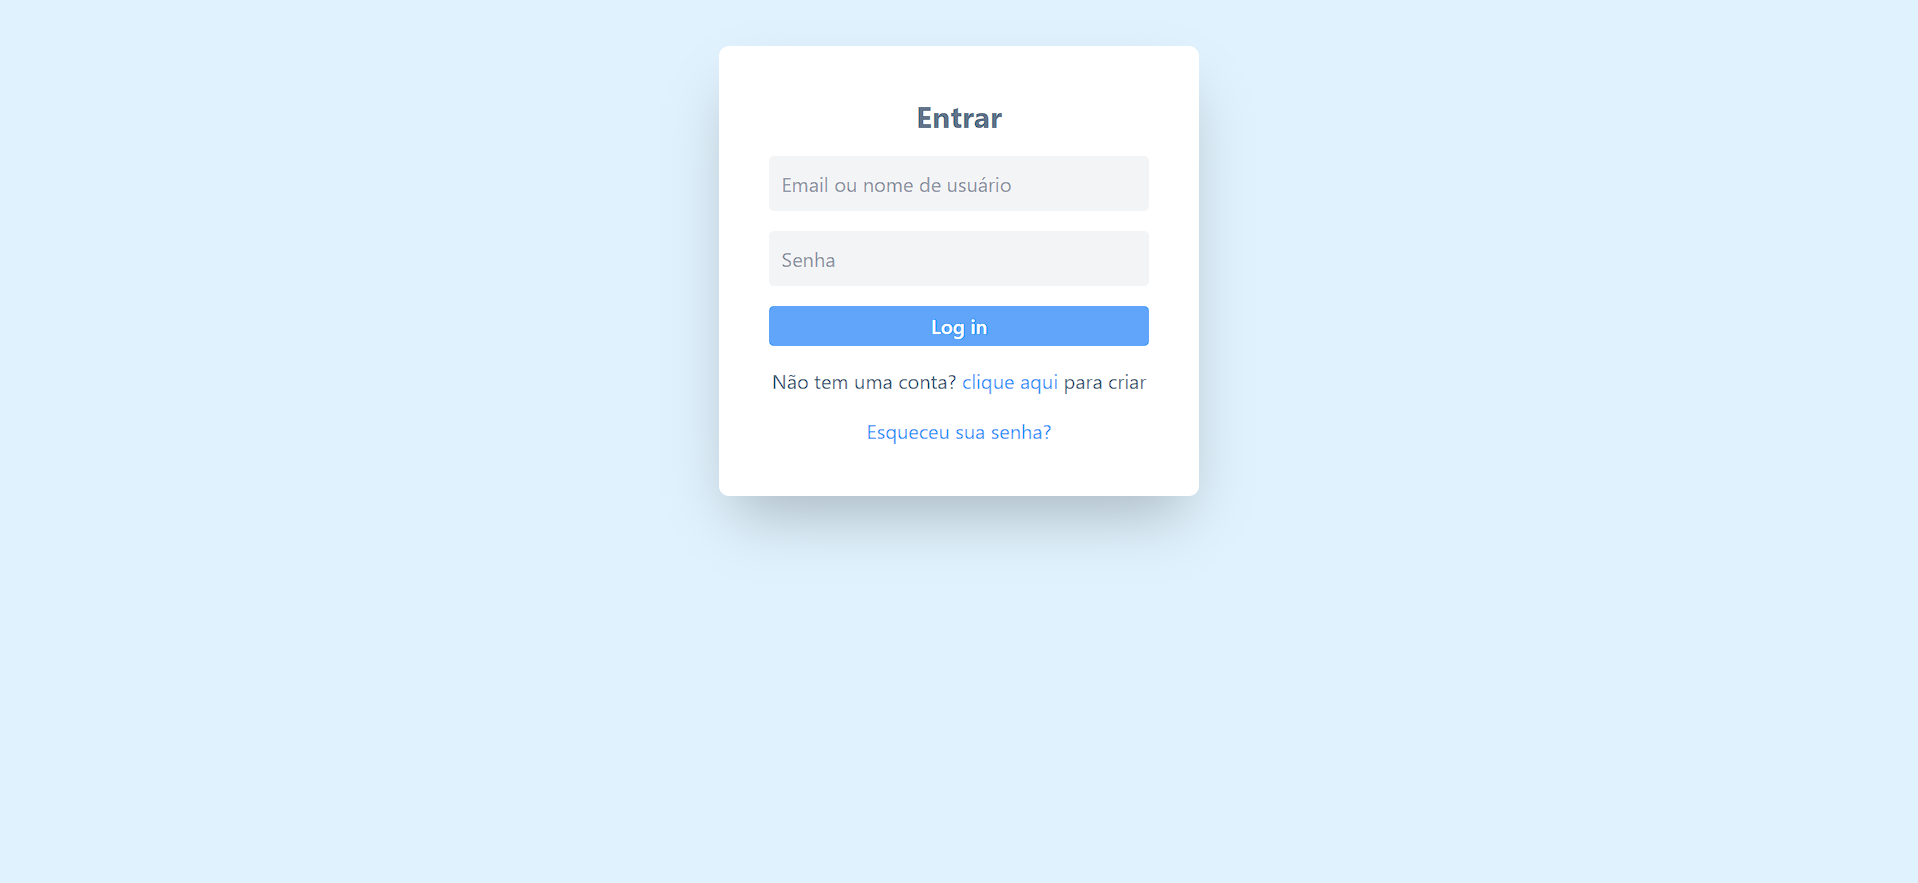 Entrar
Email ou nome de usuário
Senha
Log in
Não tem uma conta? clique aqui para criar
Esqueceu sua senha?